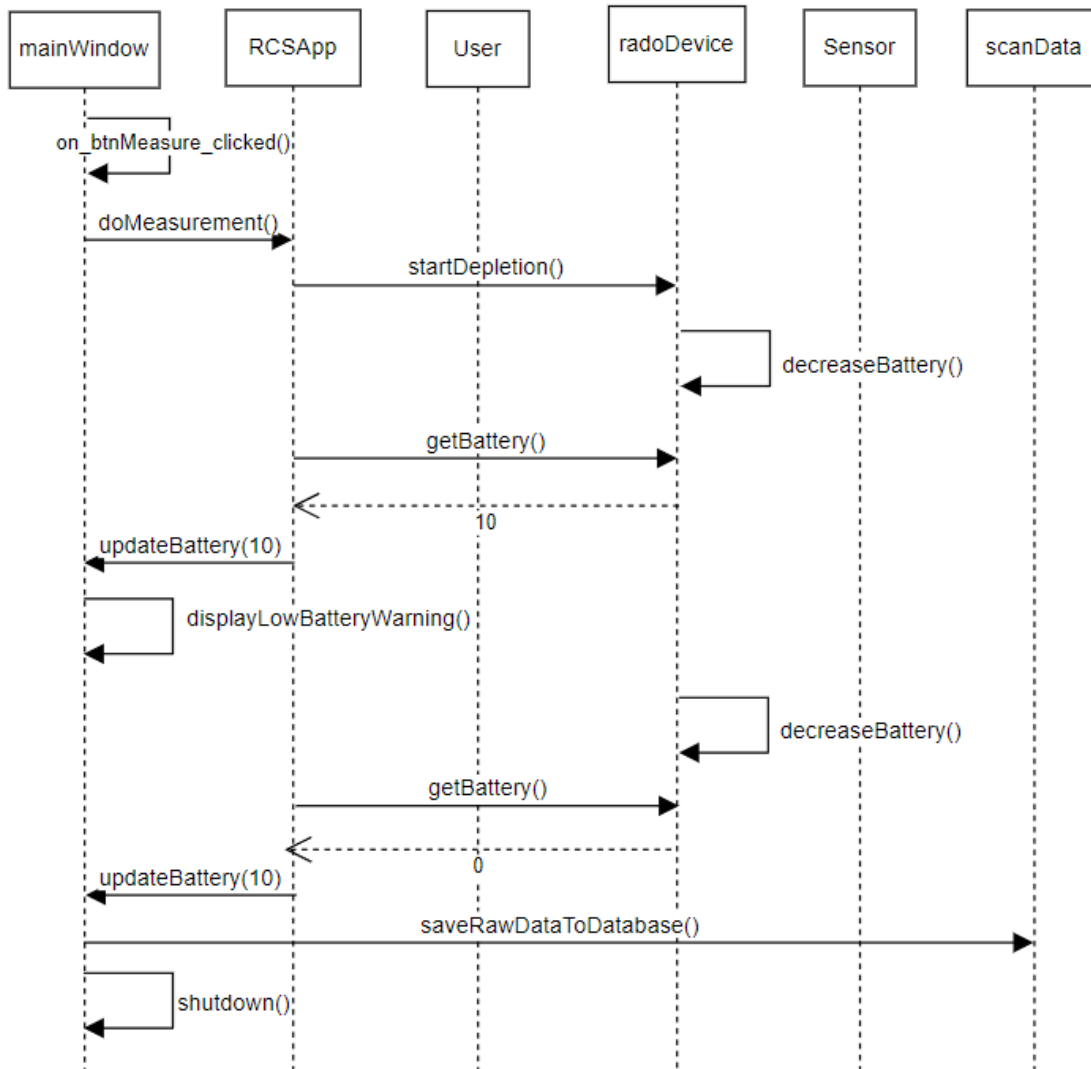 mainWindow
RCSApp
User
radoDevice
Sensor
scanData
on_btnMeasure_clicked()
doMeasurement()
startDepletion()
decreaseBattery()
getBattery()
10
updateBattery(10)
displayLowBatteryWarning()
decreaseBattery()
getBattery()
0
updateBattery(10)
saveRawDataToDatabase()
shutdown()